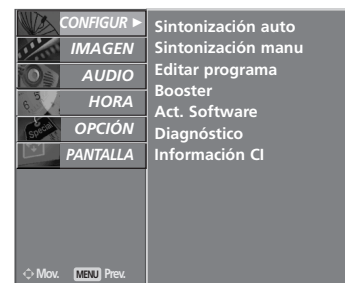 CONFIGUR ►
IMAGEN
AUDIO
HORA
OPCIÓN
PANTALLA
Sintonización auto
Sintonización manu
Editar programa
Booster
Act. Software
Diagnóstico
Información CI
Mov. MENU Prev.
Special